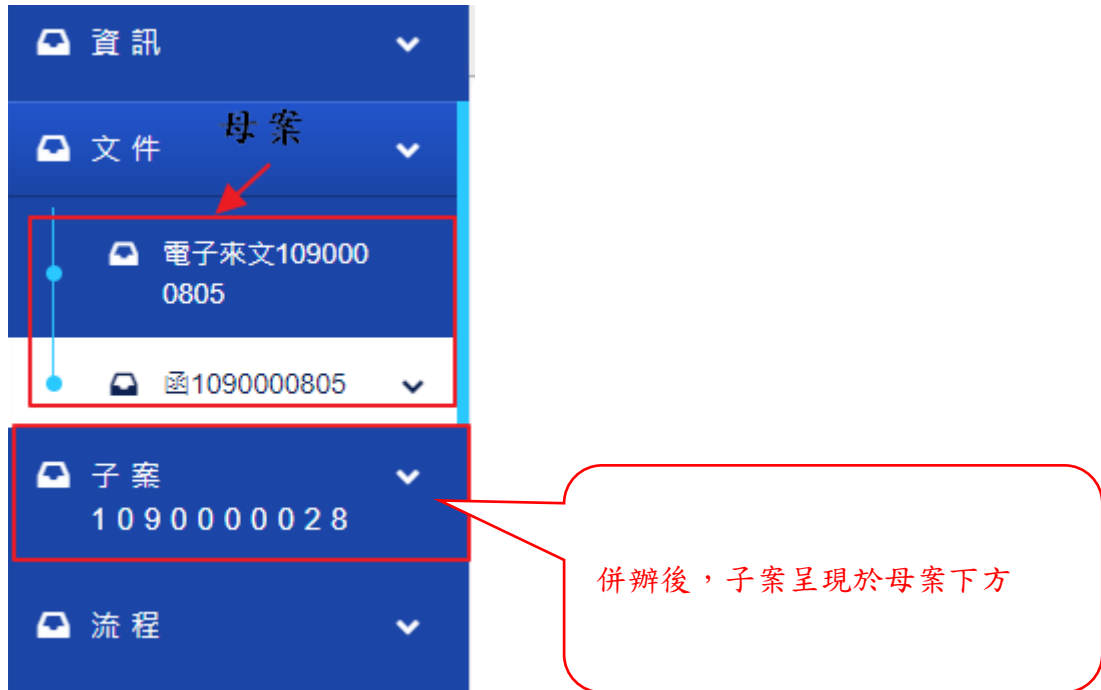 資訊
母案
文件
電子來文109000
0805
函1090000805
子案
1090000028
併辦後，子案呈現於母案下方
流程